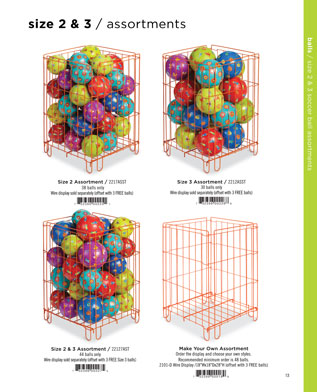 size 2 & 3 / assortments
balls / size 2 & 3 soccer ball assortments
Size 2 Assortment / 2217ASST
38 balls only
Wire display sold separately (offset with 3 FREE balls)
Size 3 Assortment / 2212ASST
30 balls only
Wire display sold separately (offset with 3 FREE balls)
Size 2 & 3 Assortment / 22127AST
44 balls only
Wire display sold separately (offset with 3 FREE Size 3 balls)
Make Your Own Assortment
Order the display and choose your own styles.
Recommended minimum order is 48 balls.
2191-D Wire Display /18"Wx18"Dx28"H (offset with 3 FREE balls)
13